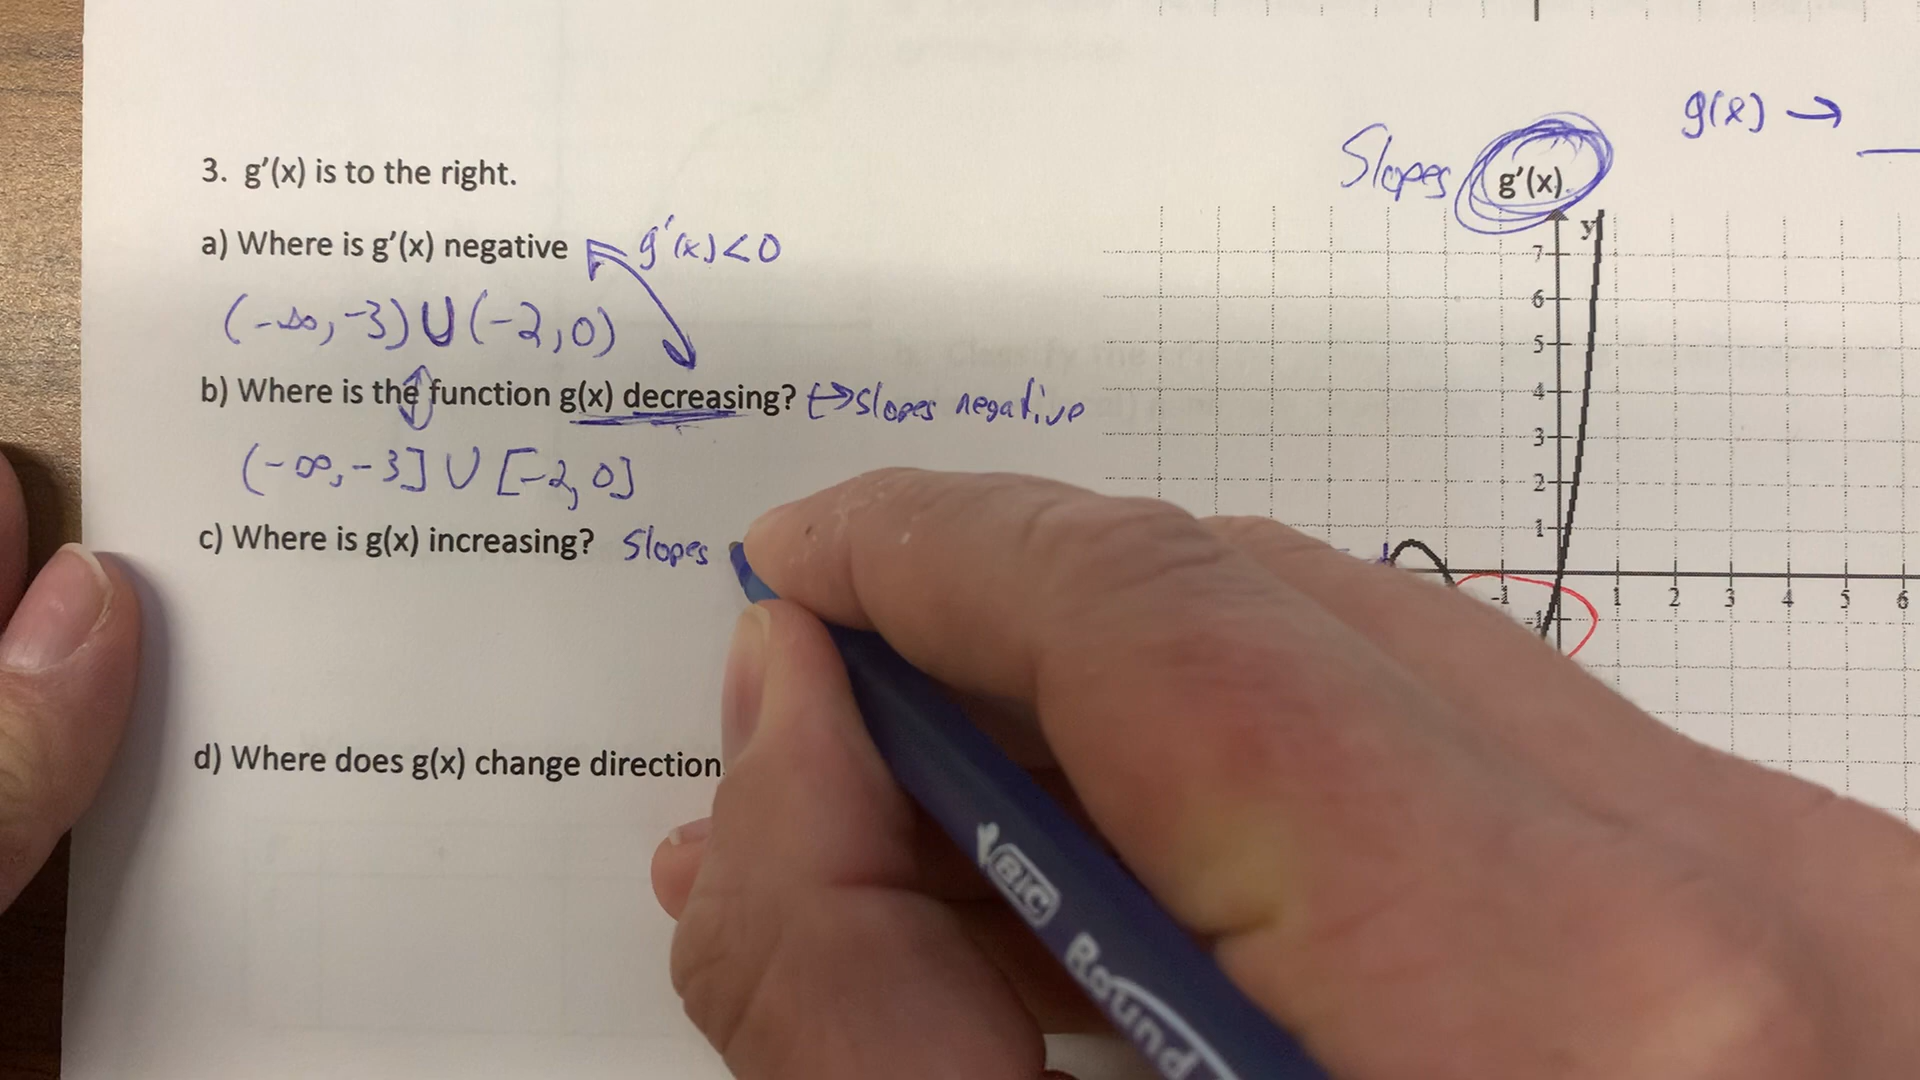 g(x) →
Slopes g'(x).
3. g'(x) is to the right.
a) Where is g'(x) negative g'(x)<0
(-∞,-3)∪(-2,0)
b) Where is the function g(x) decreasing? ↔ slopes negative
(-∞,-3]∪[-2,0]
c) Where is g(x) increasing? Slopes
d) Where does g(x) change direction
y
7
6
5
4
3
2
1
-1 1 2 3 4 5 6
-1
BIC
Round